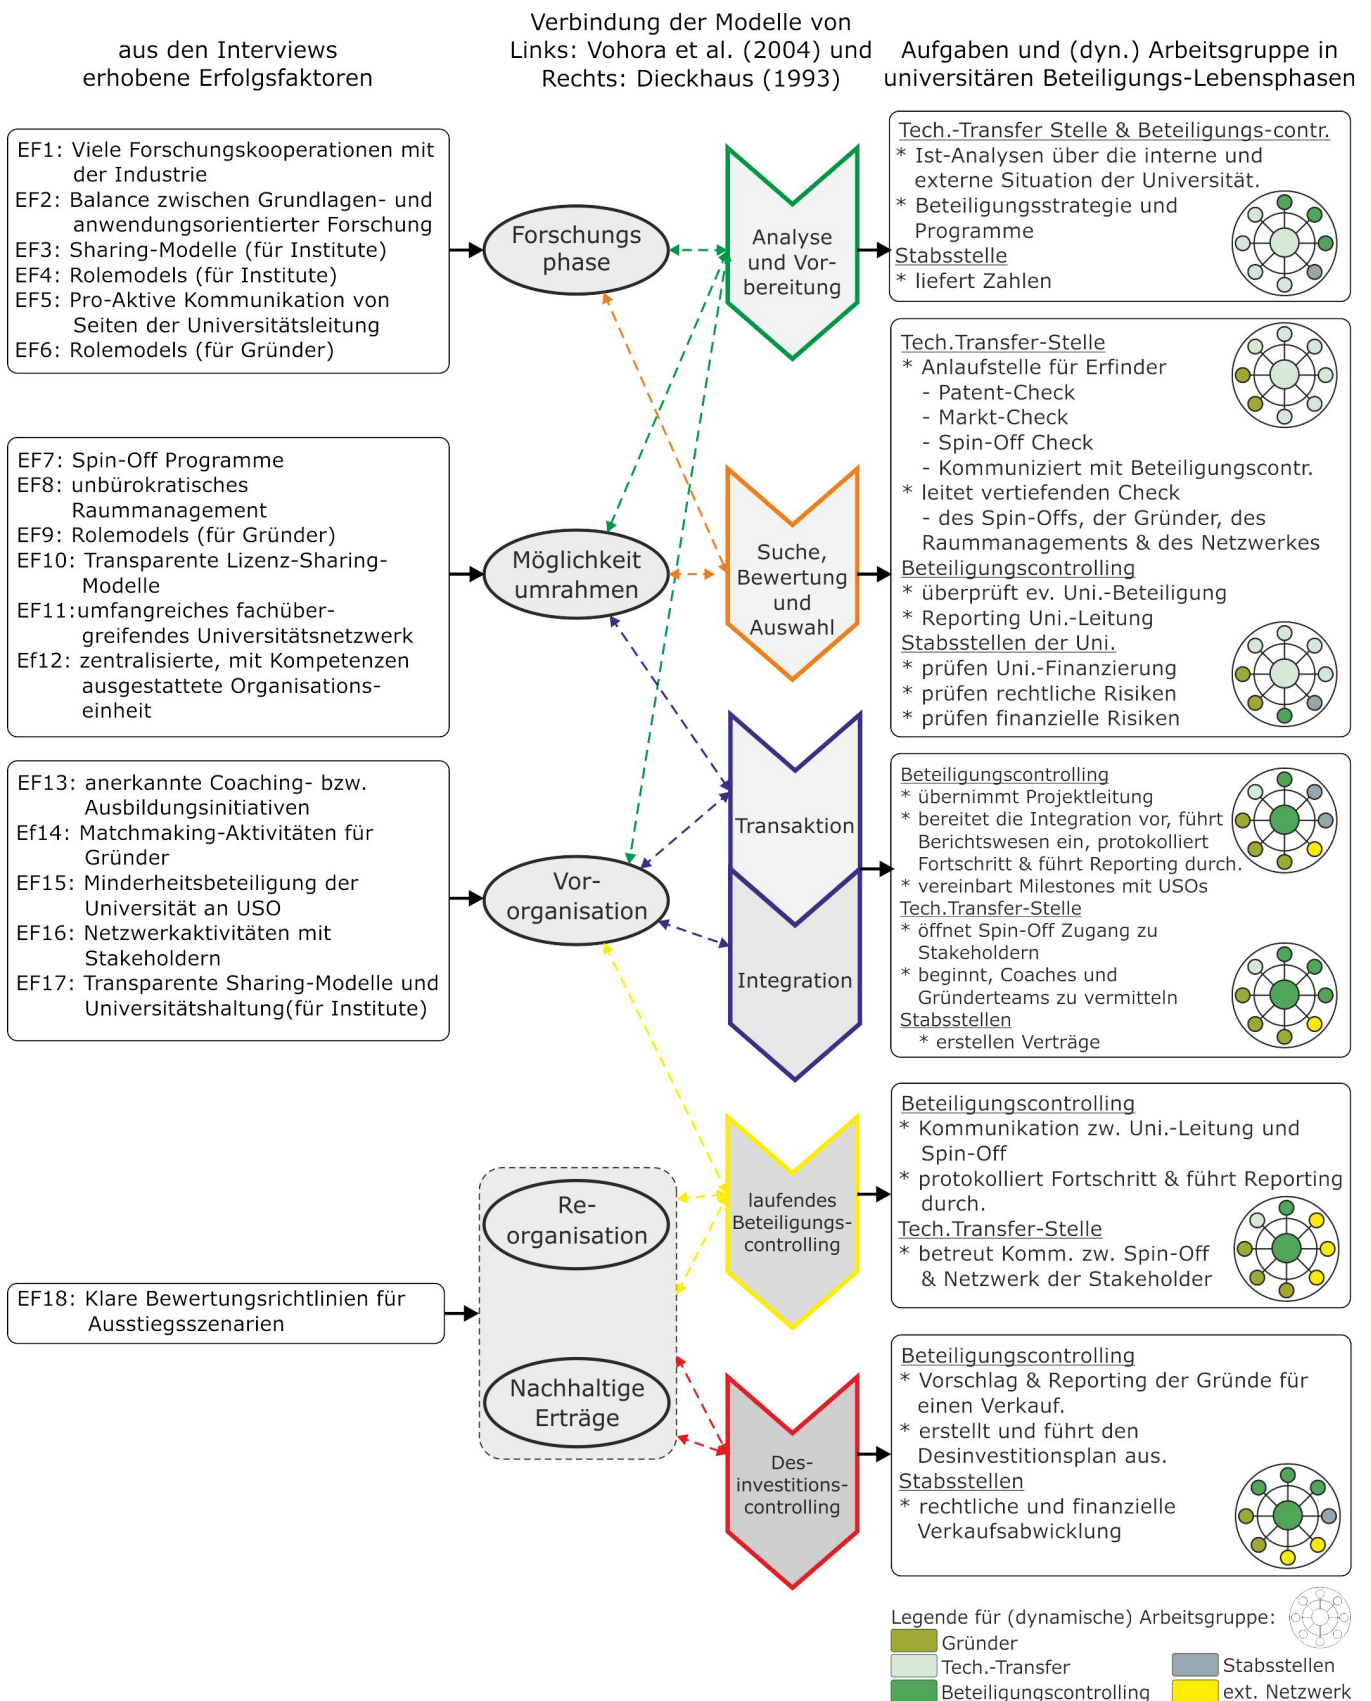 aus den Interviews
erhobene Erfolgsfaktoren
Verbindung der Modelle von
Links: Vohora et al. (2004) und
Rechts: Dieckhaus (1993)
Aufgaben und (dyn.) Arbeitsgruppe in
universitären Beteiligungs-Lebensphasen
EF1: Viele Forschungskooperationen mit
der Industrie
EF2: Balance zwischen Grundlagen- und
anwendungsorientierter Forschung
EF3: Sharing-Modelle (für Institute)
EF4: Rolemodels (für Institute)
EF5: Pro-Aktive Kommunikation von
Seiten der Universitätsleitung
EF6: Rolemodels (für Gründer)
Forschungs
phase
Analyse
und Vor-
bereitung
Tech.-Transfer Stelle & Beteiligungs-contr.
* Ist-Analysen über die interne und
externe Situation der Universität.
* Beteiligungsstrategie und
Programme
Stabsstelle
* liefert Zahlen
EF7: Spin-Off Programme
EF8: unbürokratisches
Raummanagement
EF9: Rolemodels (für Gründer)
EF10: Transparente Lizenz-Sharing-
Modelle
EF11:umfangreiches fachüber-
greifendes Universitätsnetzwerk
Ef12: zentralisierte, mit Kompetenzen
ausgestattete Organisations-
einheit
Möglichkeit
umrahmen
Suche,
Bewertung
und
Auswahl
Tech.Transfer-Stelle
* Anlaufstelle für Erfinder
- Patent-Check
- Markt-Check
- Spin-Off Check
- Kommuniziert mit Beteiligungscontr.
* leitet vertiefenden Check
- des Spin-Offs, der Gründer, des
Raummanagements & des Netzwerkes
Beteiligungscontrolling
* überprüft ev. Uni.-Beteiligung
* Reporting Uni.-Leitung
Stabsstellen der Uni.
* prüfen Uni.-Finanzierung
* prüfen rechtliche Risiken
* prüfen finanzielle Risiken
EF13: anerkannte Coaching- bzw.
Ausbildungsinitiativen
Ef14: Matchmaking-Aktivitäten für
Gründer
EF15: Minderheitsbeteiligung der
Universität an USO
EF16: Netzwerkaktivitäten mit
Stakeholdern
EF17: Transparente Sharing-Modelle und
Universitätshaltung(für Institute)
Vor-
organisation
Transaktion
Integration
Beteiligungscontrolling
* übernimmt Projektleitung
* bereitet die Integration vor, führt
Berichtswesen ein, protokolliert
Fortschritt & führt Reporting durch.
* vereinbart Milestones mit USOs
Tech.Transfer-Stelle
* öffnet Spin-Off Zugang zu
Stakeholdern
* beginnt, Coaches und
Gründerteams zu vermitteln
Stabsstellen
* erstellen Verträge
EF18: Klare Bewertungsrichtlinien für
Ausstiegsszenarien
Re-
organisation
Nachhaltige
Erträge
laufendes
Beteiligungs-
controlling
Beteiligungscontrolling
* Kommunikation zw. Uni.-Leitung und
Spin-Off
* protokolliert Fortschritt & führt Reporting
durch.
Tech.Transfer-Stelle
* betreut Komm. zw. Spin-Off
& Netzwerk der Stakeholder
Des-
investitions-
controlling
Beteiligungscontrolling
* Vorschlag & Reporting der Gründe für
einen Verkauf.
* erstellt und führt den
Desinvestitionsplan aus.
Stabsstellen
* rechtliche und finanzielle
Verkaufsabwicklung
Legende für (dynamische) Arbeitsgruppe:
Gründer
Tech.-Transfer
Beteiligungscontrolling
Stabsstellen
ext. Netzwerk